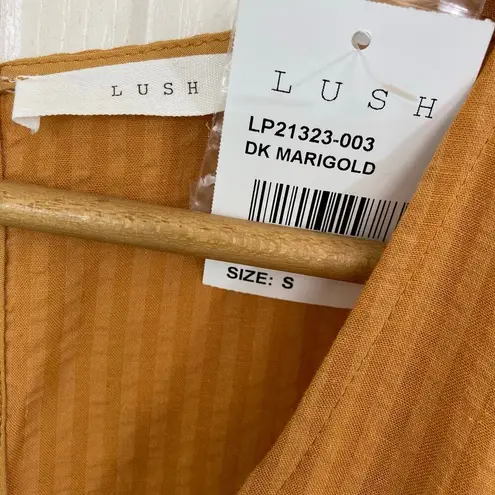 LUSH
LUSH
LP21323-003
DK MARIGOLD
SIZE: S